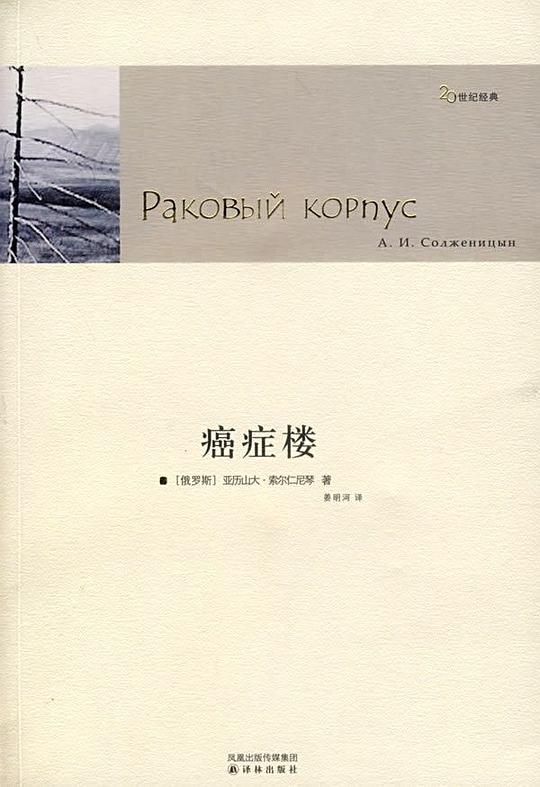 20世纪经典
Раковый корпус
А. И. Солженицын
癌症楼
[俄罗斯] 亚历山大·索尔仁尼琴 著
姜明河 译
凤凰出版传媒集团
译林出版社